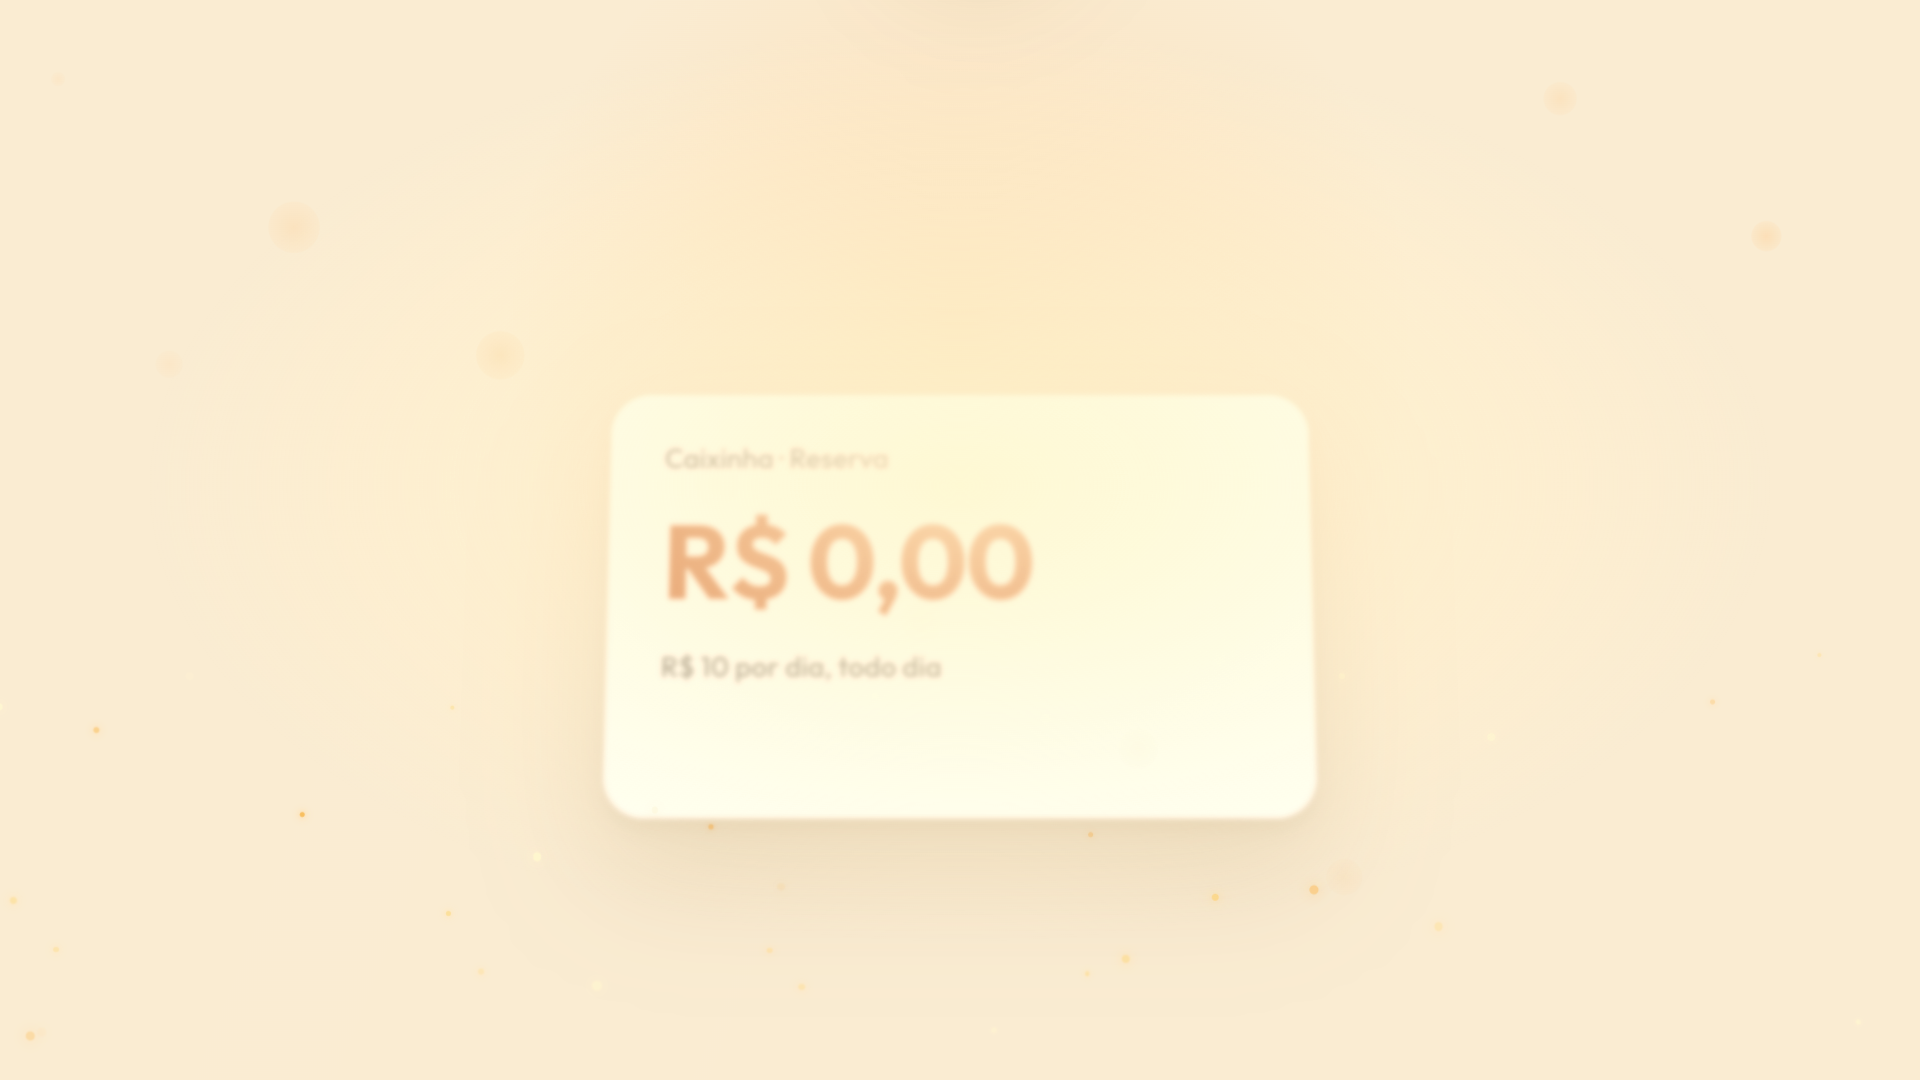 Caixinha · Reserva
R$ 0,00
R$ 10 por dia, todo dia